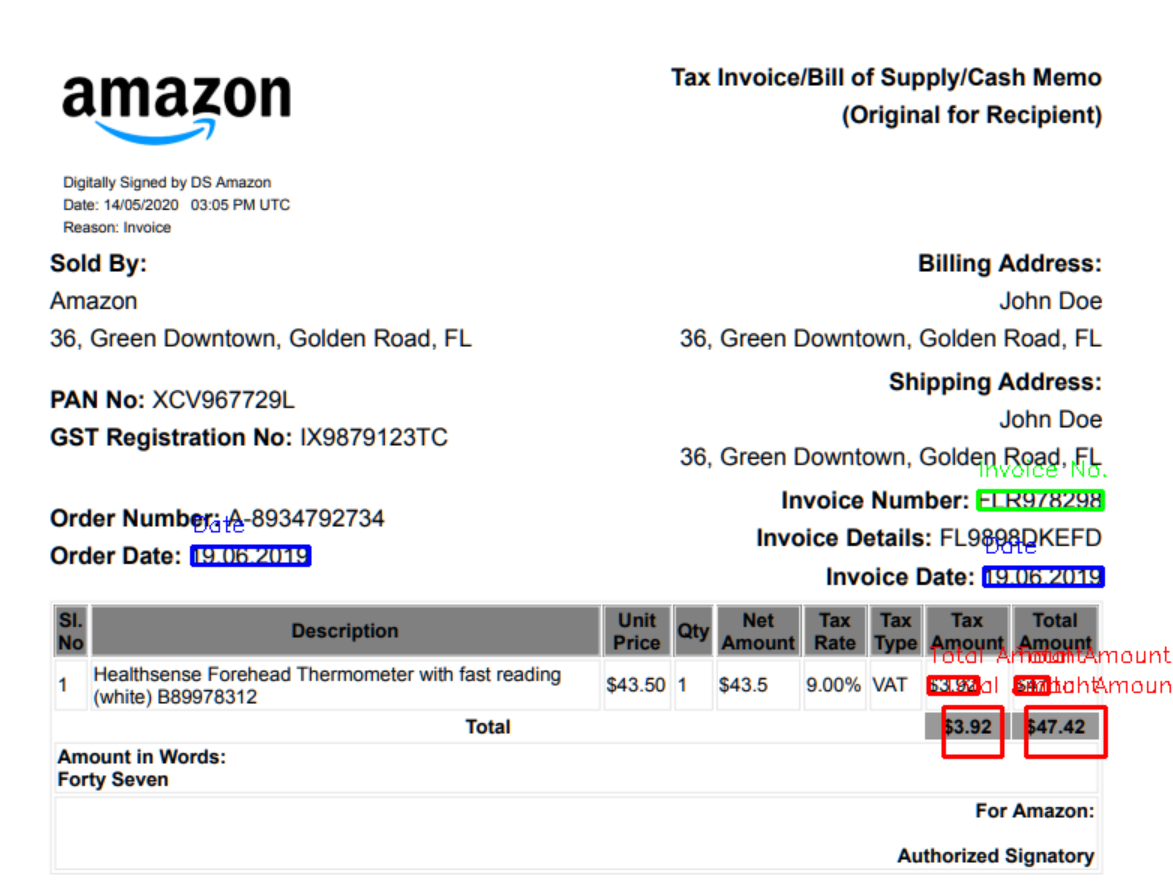 amazon
Tax Invoice/Bill of Supply/Cash Memo
(Original for Recipient)
Digitally Signed by DS Amazon
Date: 14/05/2020 03:05 PM UTC
Reason: Invoice
Sold By:
Amazon
36, Green Downtown, Golden Road, FL
PAN No: XCV967729L
GST Registration No: IX9879123TC
Billing Address:
John Doe
36, Green Downtown, Golden Road, FL
Shipping Address:
John Doe
36, Green Downtown, Golden Road, FL
Invoice No.
Invoice Number: FLR978298
Invoice Details: FL9898DKEFD
Date
Invoice Date: 19.06.2019
Order Number: A-8934792734
Date
Order Date: 19.06.2019
Sl. No Description Unit Price Qty Net Amount Tax Rate Tax Type Tax Amount Total Amount
Total Amount Total Amount
1 Healthsense Forehead Thermometer with fast reading (white) B89978312 $43.50 1 $43.5 9.00% VAT $3.92
Total $3.92 $47.42
Amount in Words:
Forty Seven
For Amazon:
Authorized Signatory